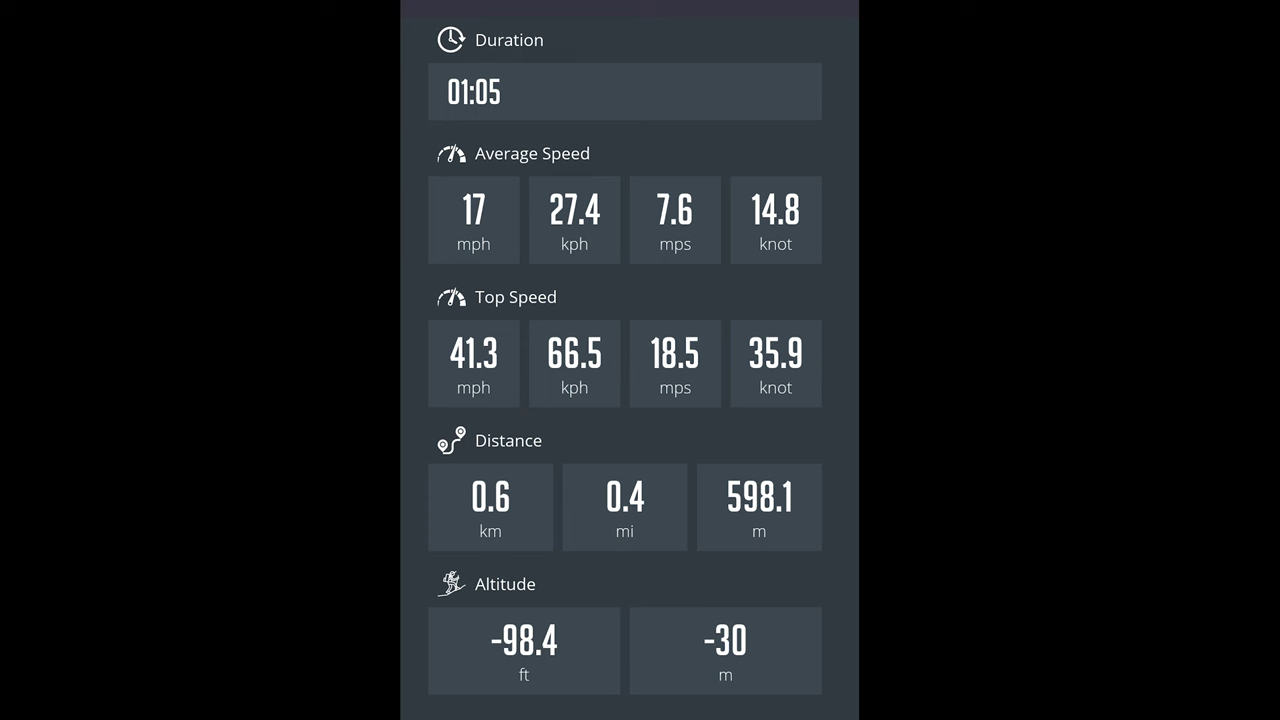 Duration
01:05
Average Speed
17 27.4 7.6 14.8
mph kph mps knot
Top Speed
41.3 66.5 18.5 35.9
mph kph mps knot
Distance
0.6 0.4 598.1
km mi m
Altitude
-98.4 -30
ft m